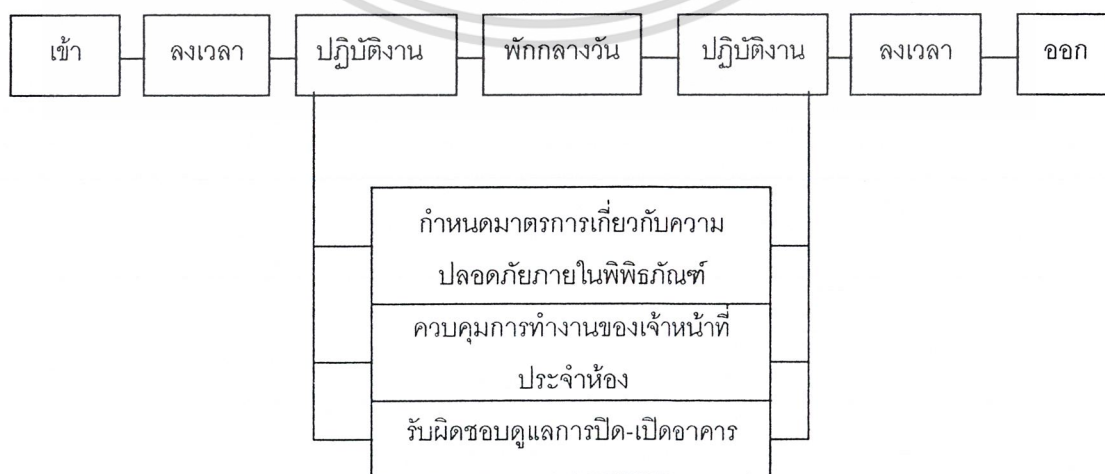 เข้า
ลงเวลา
ปฏิบัติงาน
พักกลางวัน
ปฏิบัติงาน
ลงเวลา
ออก
กำหนดมาตรการเกี่ยวกับความ
ปลอดภัยภายในพิพิธภัณฑ์
ควบคุมการทำงานของเจ้าหน้าที่
ประจำห้อง
รับผิดชอบดูแลการปิด-เปิดอาคาร